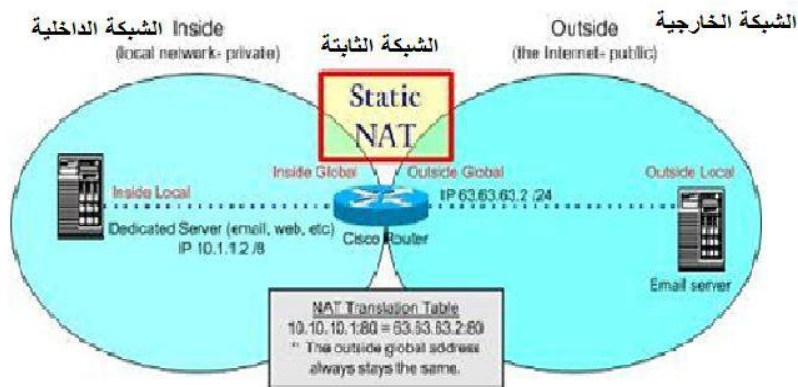 الشبكة الداخلية Inside
(local network- private)
الشبكة الثابتة
Outside الشبكة الخارجية
(the Internet- public)
Static
NAT
Inside Global
Outside Global
Outside Local
Inside Local
IP 63.63.63.2 /24
Dedicated Server (email, web, etc)
IP 10.1.1.2 /8
Cisco Router
Email server
NAT Translation Table
10.10.10.1:80 = 63.63.63.2:80
* The outside global address
always stays the same.